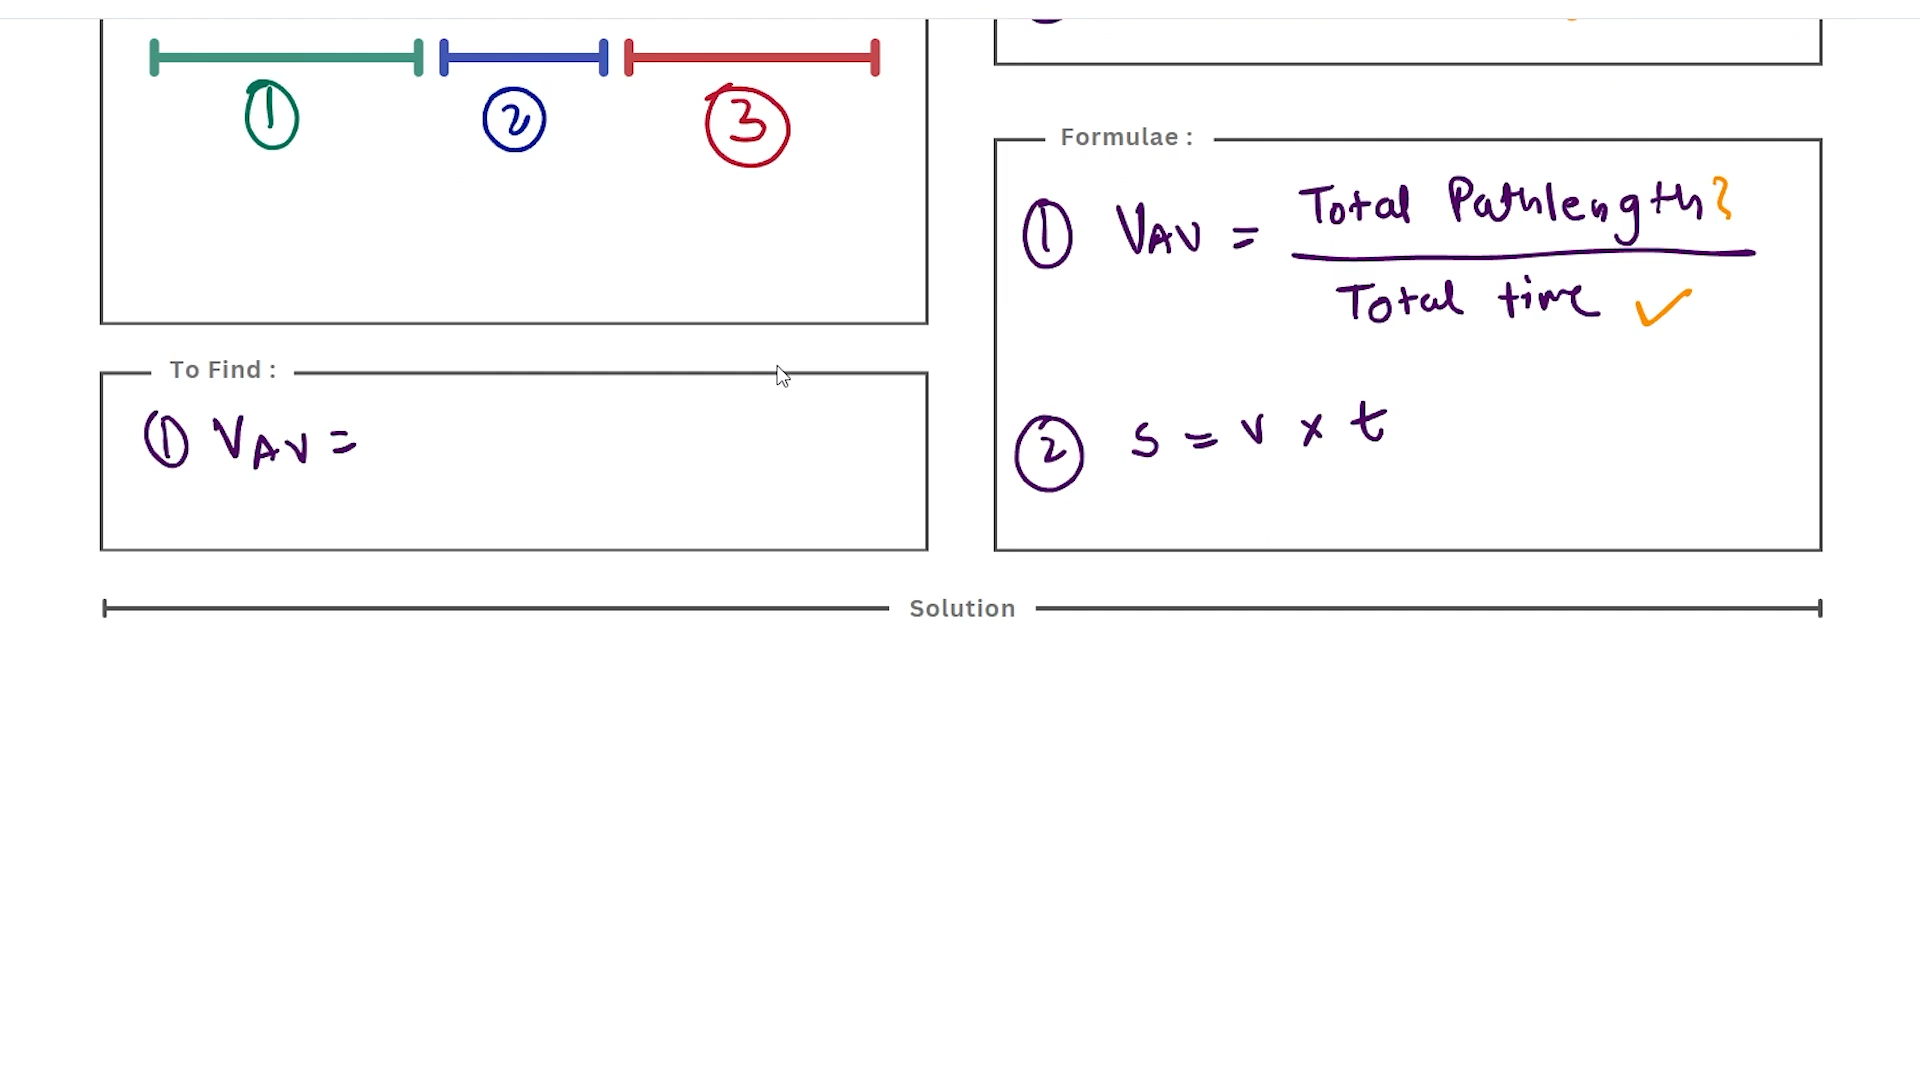 ① ② ③
To Find :
① VAV =
Formulae :
① VAV = Total Pathlength?
Total time ✓
② s = v × t
Solution